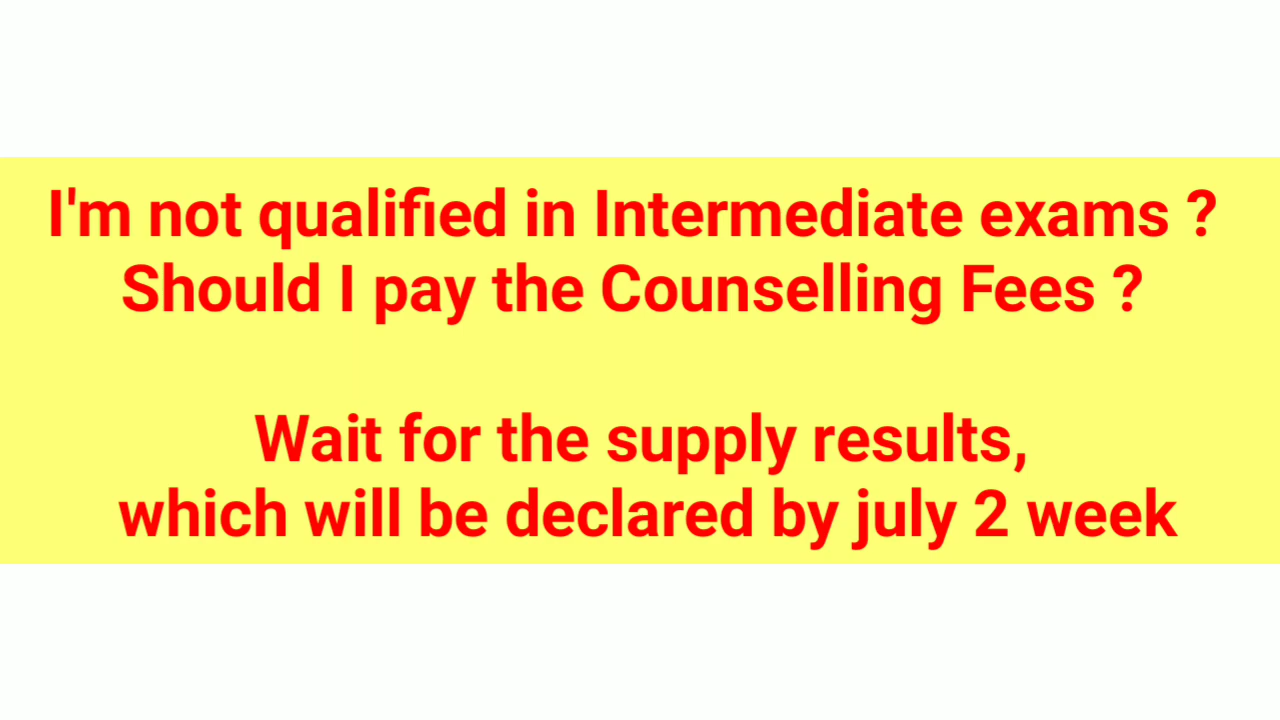 I'm not qualified in Intermediate exams ?
Should I pay the Counselling Fees ?
Wait for the supply results,
which will be declared by july 2 week